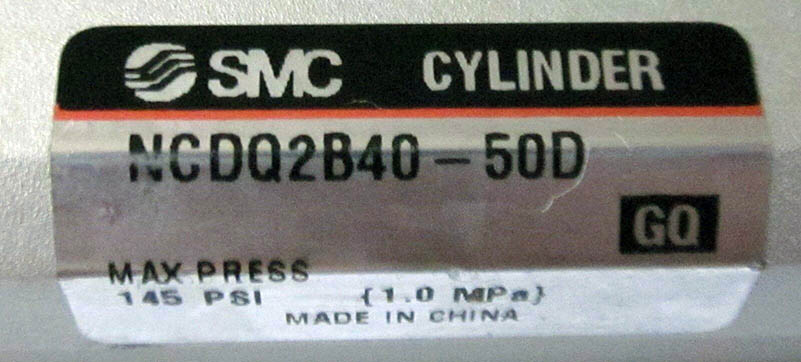 SMC CYLINDER
NCDQ2B40-50D
GQ
MAX PRESS
145 PSI {1.0 MPa}
MADE IN CHINA